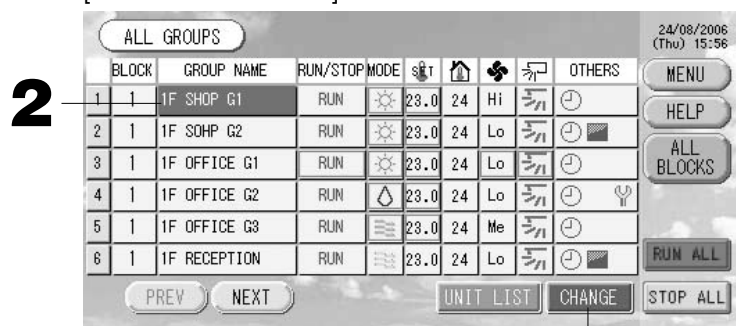 ALL GROUPS
24/08/2006
(Thu) 15:56
BLOCK GROUP NAME RUN/STOP MODE SET OTHERS
MENU
2
1 1 1F SHOP G1 RUN 23.0 24 Hi
HELP
2 1 1F SOHP G2 RUN 23.0 24 Lo
ALL
BLOCKS
3 1 1F OFFICE G1 RUN 23.0 24 Lo
4 1 1F OFFICE G2 RUN 23.0 24 Lo
5 1 1F OFFICE G3 RUN 23.0 24 Me
6 1 1F RECEPTION RUN 23.0 24 Lo
RUN ALL
PREV NEXT UNIT LIST CHANGE STOP ALL